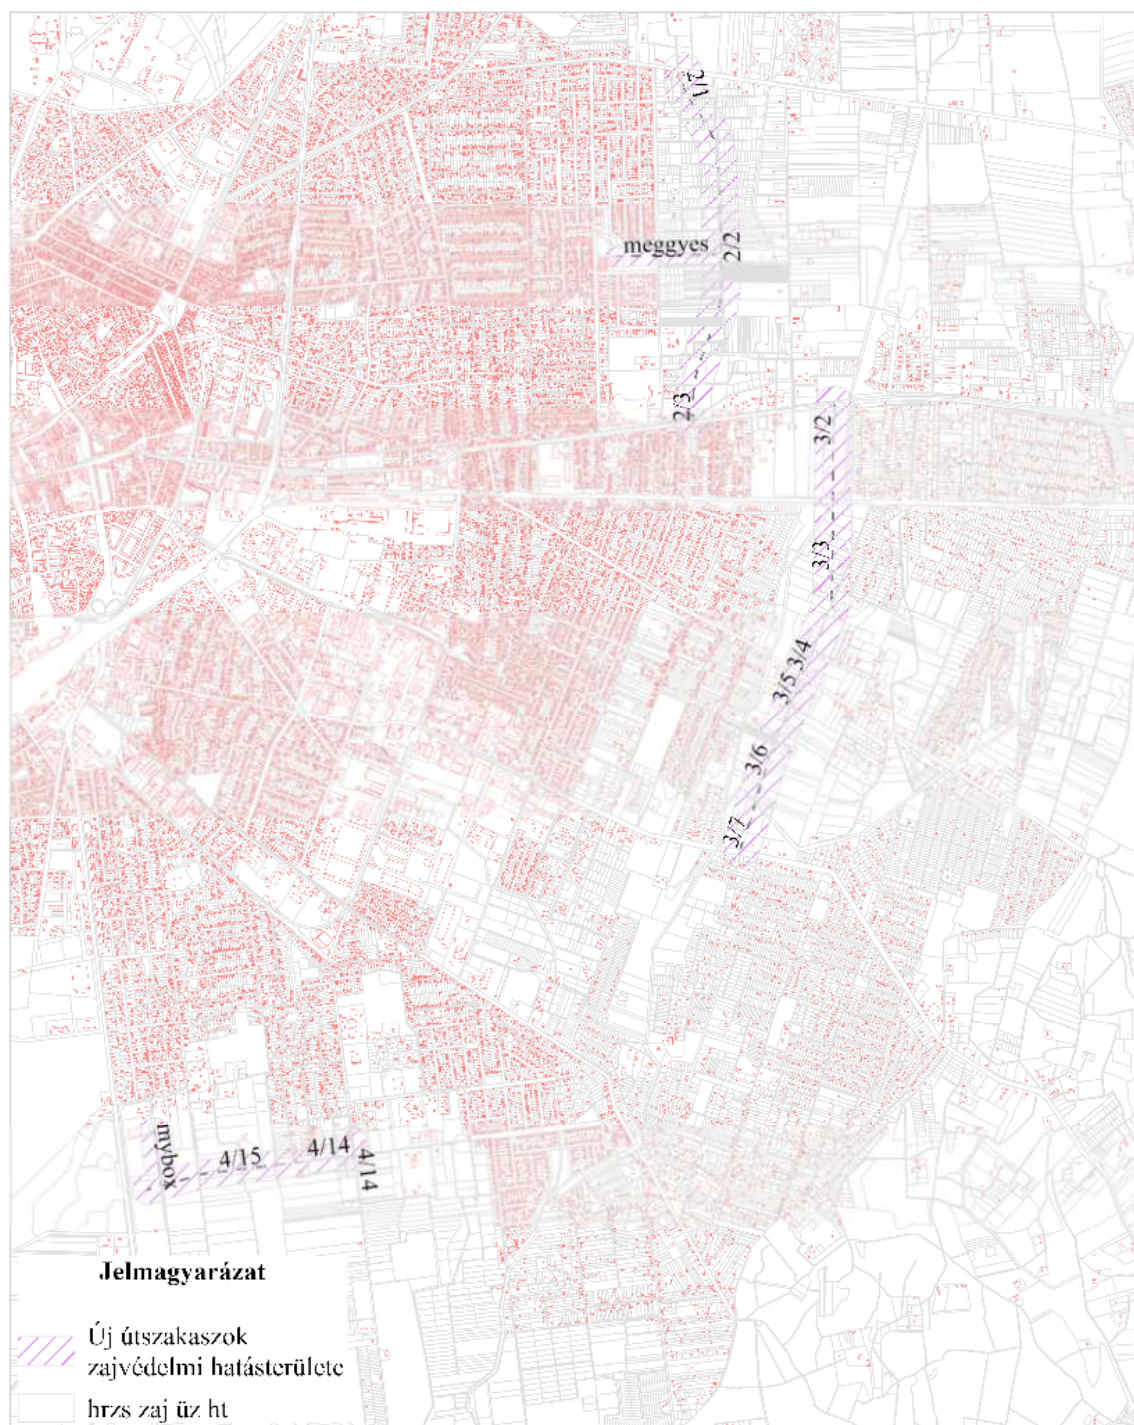 2/1
meggyes
2/2
2/3
3/2
3/3
3/4
3/5
3/6
3/7
mybox
4/15
4/14
4/14
Jelmagyarázat
Új útszakaszok
zajvédelmi hatásterülete
hrzs zaj üz ht